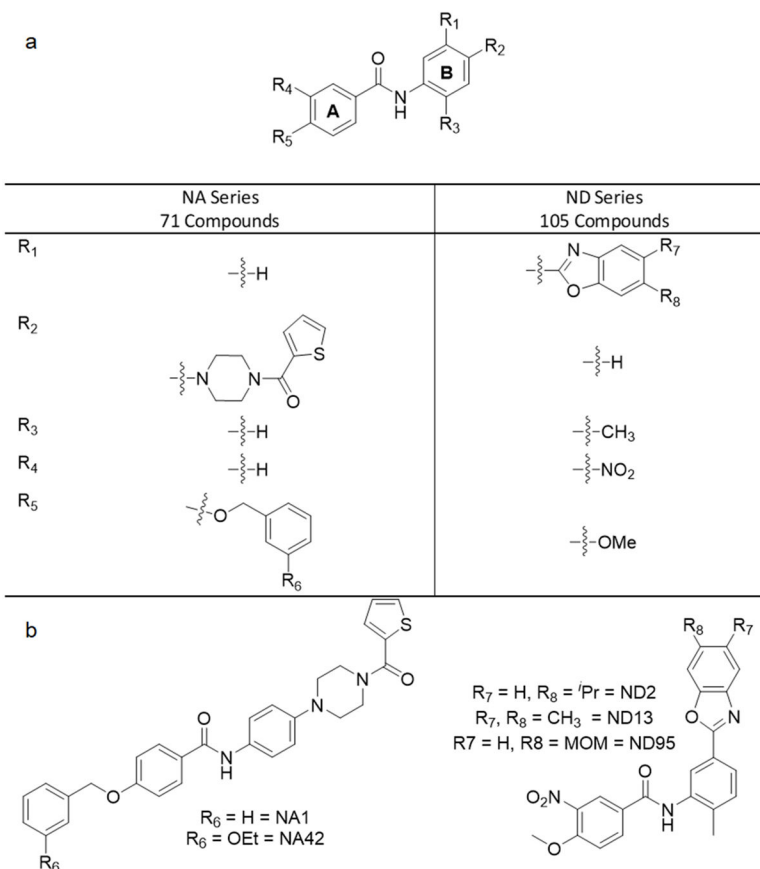 a
R1
R2
B
O
N
H
R3
R4
A
R5
NA Series
71 Compounds
ND Series
105 Compounds
R1
H
N
O
R7
R8
R2
N
N
O
S
H
R3
H
CH3
R4
H
NO2
R5
O
R6
OMe
b
S
O
N
N
O
N
H
O
R6
R6 = H = NA1
R6 = OEt = NA42
R7 = H, R8 = iPr = ND2
R7, R8 = CH3 = ND13
R7 = H, R8 = MOM = ND95
R8
R7
O
N
O
N
H
O2N
O